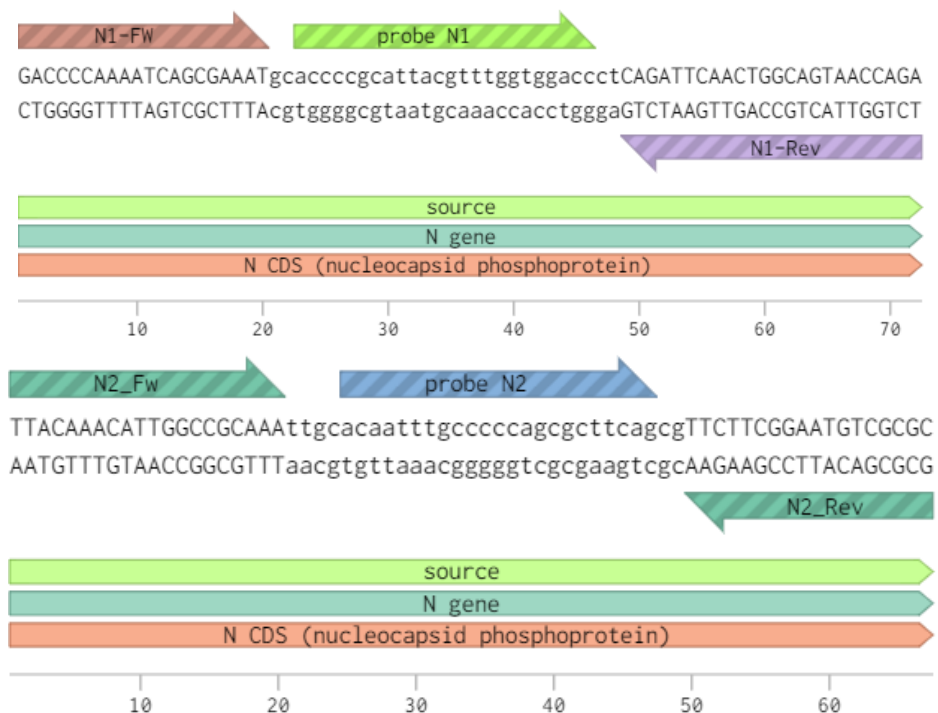 N1-FW probe N1
GACCCCAAAATCAGCGAAATgcaccccgcattacgtttggtggaccctCAGATTCAACTGGCAGTAACCAGA
CTGGGGTTTTAGTCGCTTTAcgtggggcgtaatgcaaaccacctgggaGTCTAAGTTGACCGTCATTGGTCT
N1-Rev
source
N gene
N CDS (nucleocapsid phosphoprotein)
10 20 30 40 50 60 70
N2_Fw probe N2
TTACAAACATTGGCCGCAAAttgcacaatttgcccccagcgcttcagcgTTCTTCGGAATGTCGCGC
AATGTTTGTAACCGGCGTTTaacgtgttaaacgggggtcgcgaagtcgcAAGAAGCCTTACAGCGCG
N2_Rev
source
N gene
N CDS (nucleocapsid phosphoprotein)
10 20 30 40 50 60